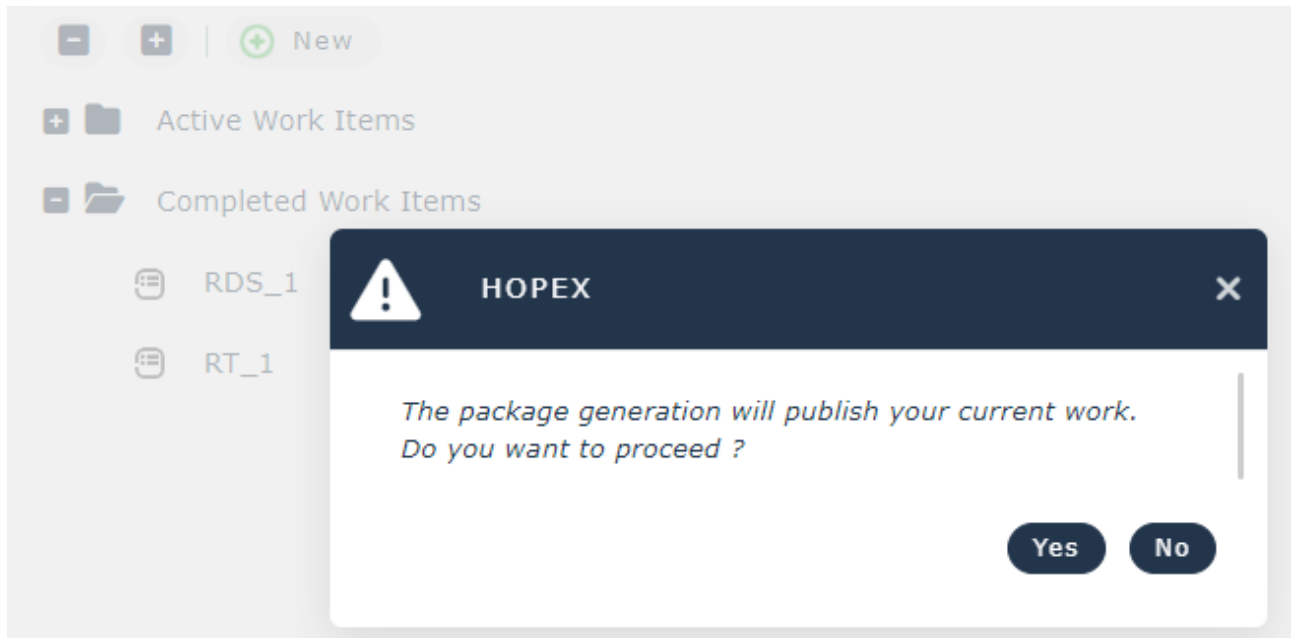 New
Active Work Items
Completed Work Items
RDS_1
RT_1
HOPEX
The package generation will publish your current work.
Do you want to proceed ?
Yes No